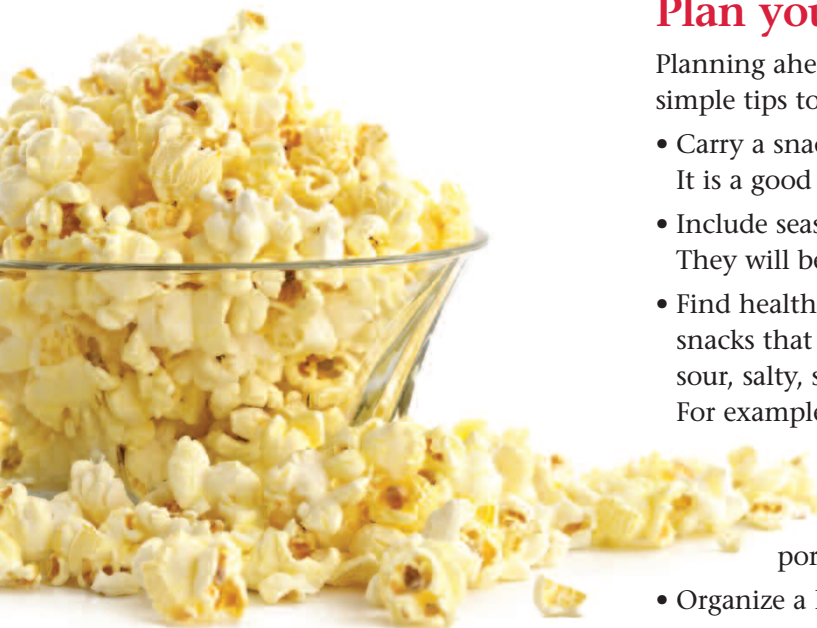 Plan you
Planning ahe
simple tips to
• Carry a snac
It is a good
• Include seas
They will be
• Find health
snacks that
sour, salty, s
For example
por
• Organize a